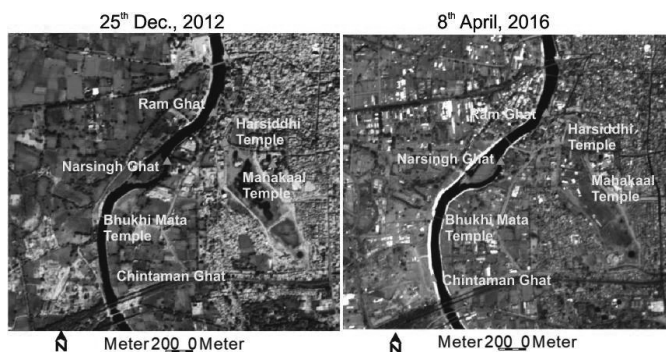 25th Dec., 2012
Ram Ghat
Harsiddhi
Temple
Narsingh Ghat
Mahakaal
Temple
Bhukhi Mata
Temple
Chintaman Ghat
N
Meter 200 0 Meter
8th April, 2016
Ram Ghat
Harsiddhi
Temple
Narsingh Ghat
Mahakaal
Temple
Bhukhi Mata
Temple
Chintaman Ghat
N
Meter 200 0 Meter